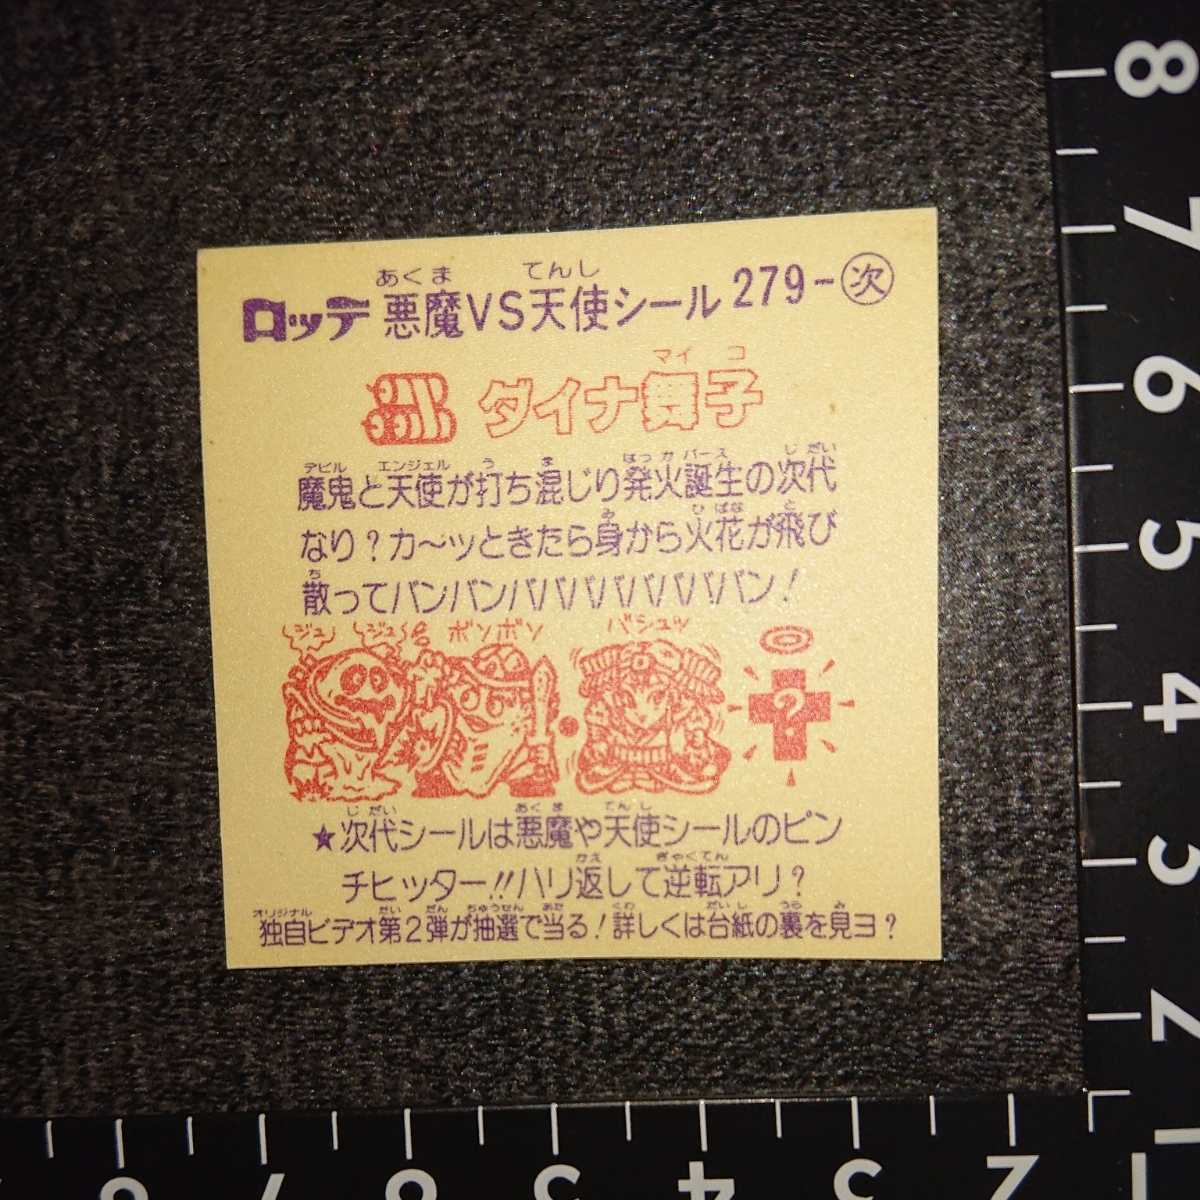 あくま てんし
ロッテ 悪魔VS天使シール 279-次
マイコ
ダイナ舞子
デビル エンジェル う ま はっか バース じだい
魔鬼と天使が打ち混じり発火誕生の次代
み ひばな と
なり？カ〜ッときたら身から火花が飛び
ち
散ってバンバンバババババババン！
ジュ ジュ ボンボン バシュッ
?
じだい あくま てんし
★次代シールは悪魔や天使シールのピン
かえ ぎゃくてん
チヒッター!!ハリ返して逆転アリ？
オリジナル だい だん ちゅうせん あた くわ だいし うら み
独自ビデオ第2弾が抽選で当る！詳しくは台紙の裏を見ヨ？
8
7
6
5
4
3
2
1
8 7 6 5 4 3 2 1